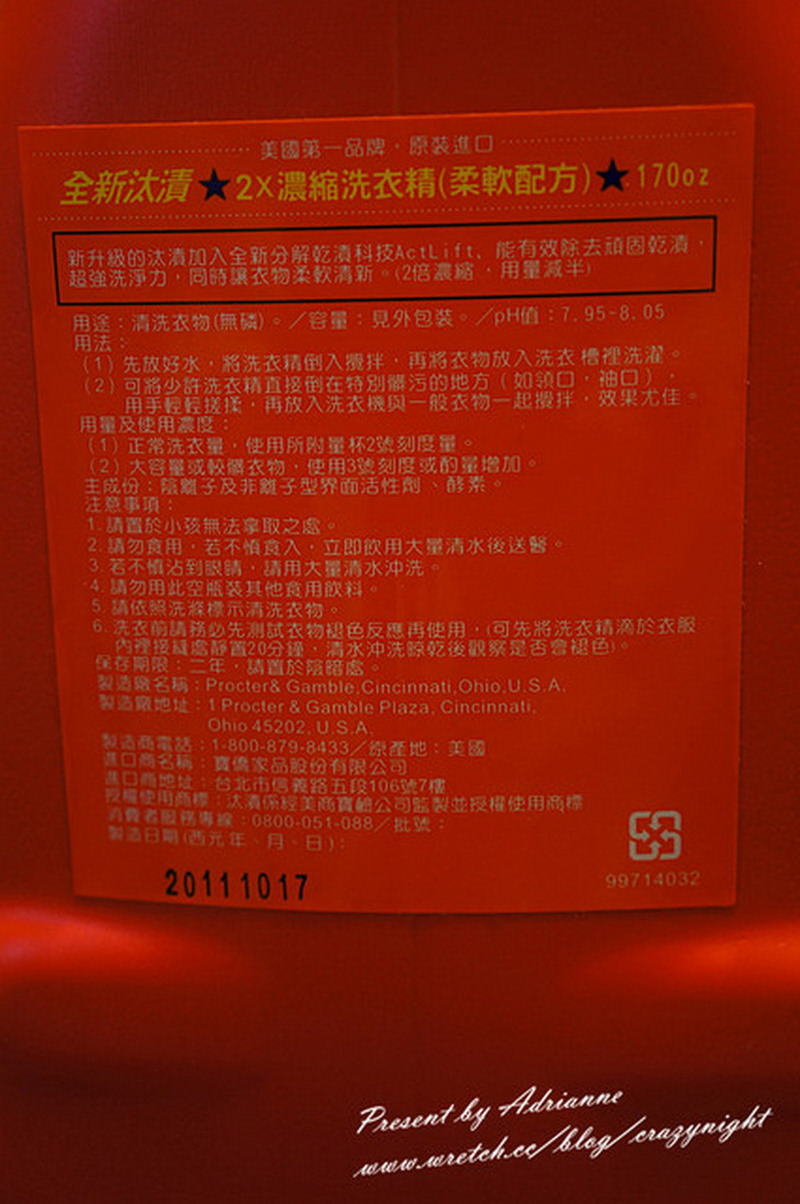 美國第一品牌，原裝進口
全新汰漬★2X濃縮洗衣精(柔軟配方)★170oz
新升級的汰漬加入全新分解乾漬科技ActLift，能有效除去頑固乾漬，
超強洗淨力，同時讓衣物柔軟清新。(2倍濃縮，用量減半)
用途：清洗衣物(無磷)。／容量：見外包裝。／pH值：7.95-8.05
用法：
(1) 先放好水，將洗衣精倒入攪拌，再將衣物放入洗衣槽裡洗濯。
(2) 可將少許洗衣精直接倒在特別髒污的地方（如領口，袖口），
用手輕輕搓揉，再放入洗衣機與一般衣物一起攪拌，效果尤佳。
用量及使用濃度：
(1) 正常洗衣量，使用所附量杯2號刻度量。
(2) 大容量或較髒衣物，使用3號刻度或酌量增加。
主成份：陰離子及非離子型界面活性劑、酵素。
注意事項：
1.請置於小孩無法拿取之處。
2.請勿食用，若不慎食入，立即飲用大量清水後送醫。
3.若不慎沾到眼睛，請用大量清水沖洗。
4.請勿用此空瓶裝其他食用飲料。
5.請依照洗滌標示清洗衣物。
6.洗衣前請務必先測試衣物褪色反應再使用，(可先將洗衣精滴於衣服
內裡接縫處靜置20分鐘，清水沖洗晾乾後觀察是否會褪色)。
保存期限：二年，請置於陰暗處。
製造廠名稱：Procter& Gamble,Cincinnati,Ohio,U.S.A.
製造廠地址：1 Procter & Gamble Plaza, Cincinnati,
Ohio 45202, U.S.A.
製造商電話：1-800-879-8433／原產地：美國
進口商名稱：寶僑家品股份有限公司
進口商地址：台北市信義路五段106號7樓
授權使用商標：汰漬係經美商寶鹼公司監製並授權使用商標
消費者服務專線：0800-051-088／批號：
製造日期(西元年、月、日)：
20111017
99714032
Present by Adrianne
www.wretch.cc/blog/crazynight